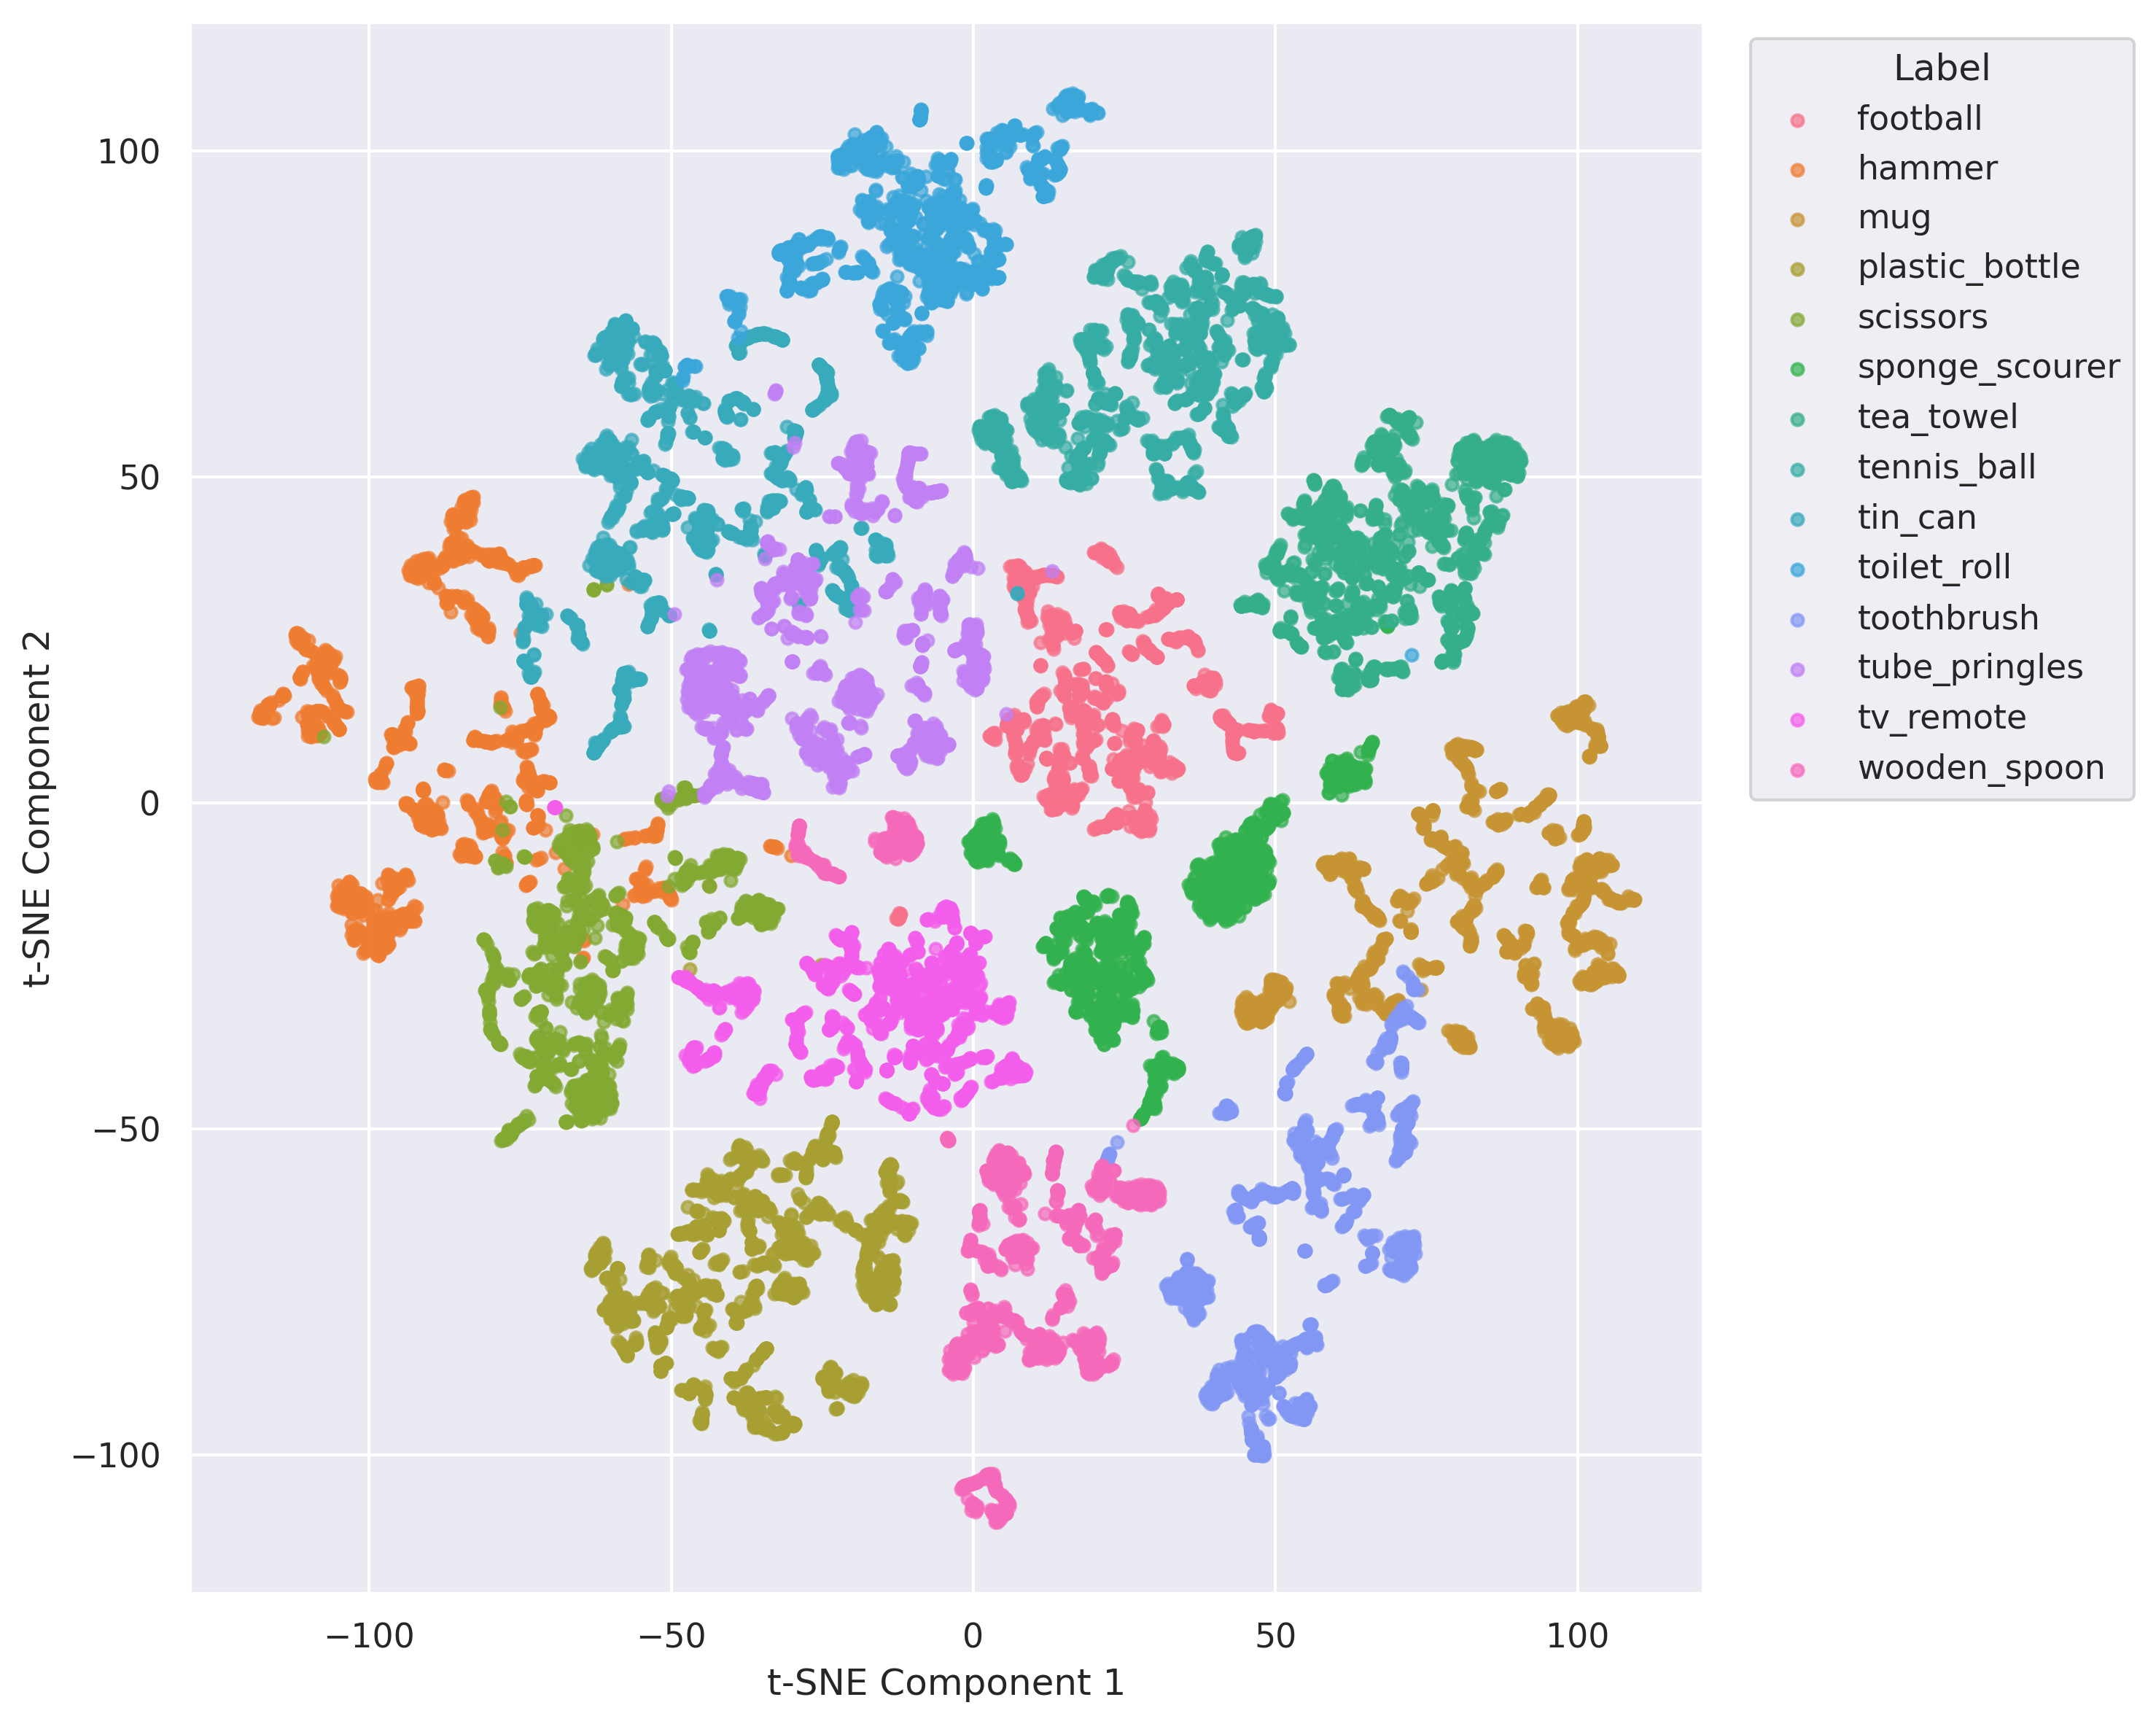 Label
football
hammer
mug
plastic_bottle
scissors
sponge_scourer
tea_towel
tennis_ball
tin_can
toilet_roll
toothbrush
tube_pringles
tv_remote
wooden_spoon
t-SNE Component 2
100
50
0
−50
−100
−100
−50
0
50
100
t-SNE Component 1